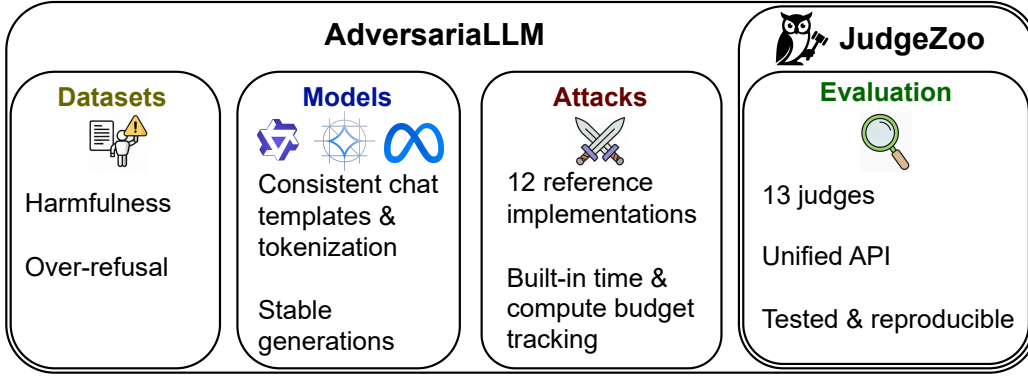 AdversariaLLM
JudgeZoo
Datasets
Harmfulness
Over-refusal
Models
Consistent chat
templates &
tokenization
Stable
generations
Attacks
12 reference
implementations
Built-in time &
compute budget
tracking
Evaluation
13 judges
Unified API
Tested & reproducible